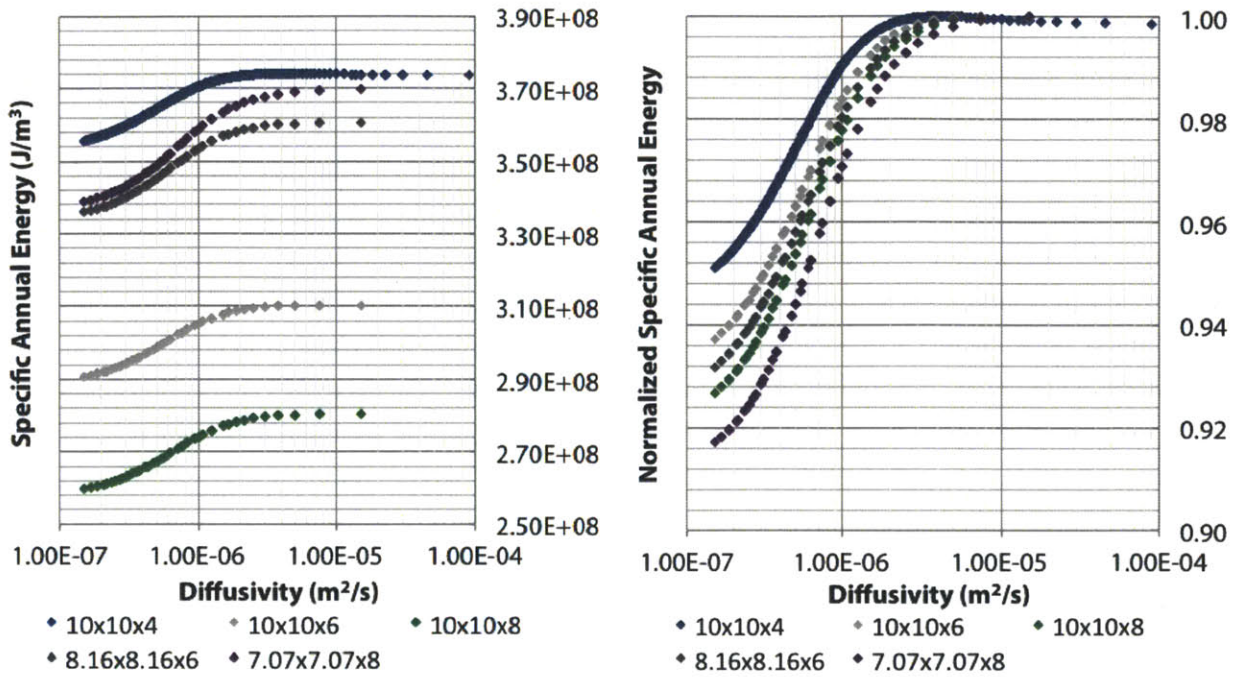 Specific Annual Energy (J/m³)
3.90E+08
3.70E+08
3.50E+08
3.30E+08
3.10E+08
2.90E+08
2.70E+08
2.50E+08
1.00E-07 1.00E-06 1.00E-05 1.00E-04
Diffusivity (m²/s)
10x10x4 10x10x6 10x10x8
8.16x8.16x6 7.07x7.07x8
Normalized Specific Annual Energy
1.00
0.98
0.96
0.94
0.92
0.90
1.00E-07 1.00E-06 1.00E-05 1.00E-04
Diffusivity (m²/s)
10x10x4 10x10x6 10x10x8
8.16x8.16x6 7.07x7.07x8